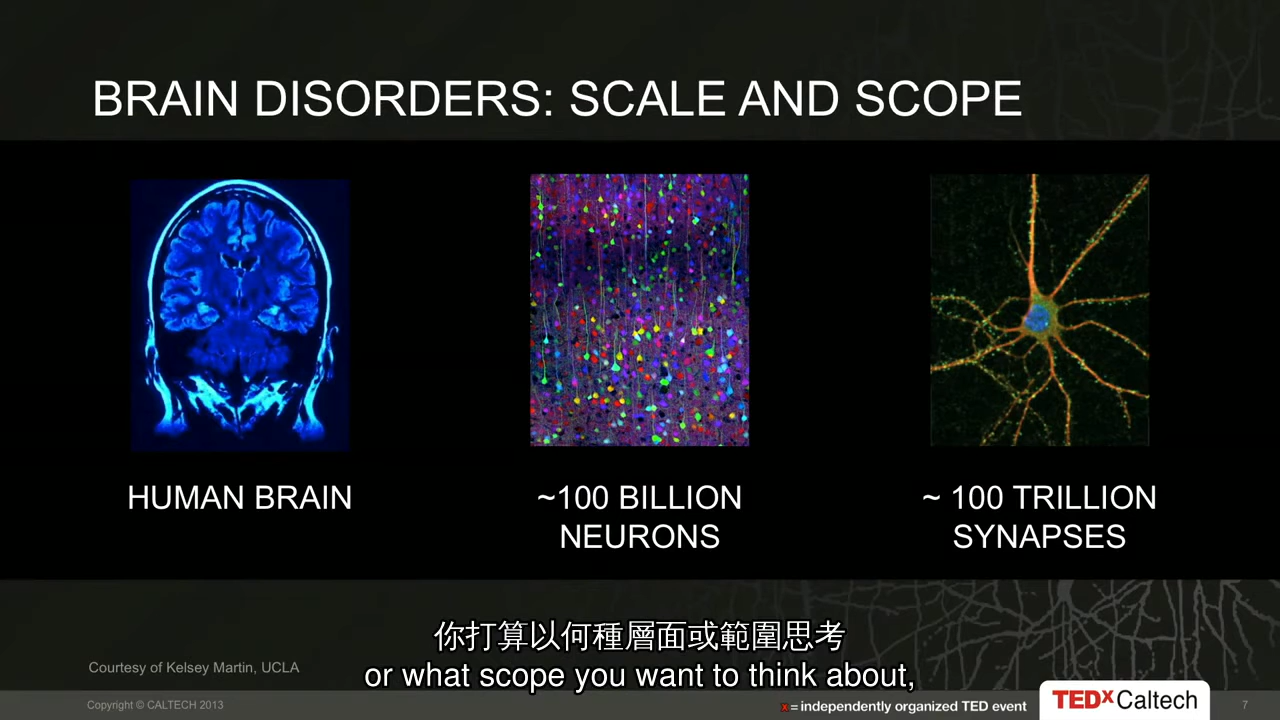 BRAIN DISORDERS: SCALE AND SCOPE
HUMAN BRAIN
~100 BILLION
NEURONS
~ 100 TRILLION
SYNAPSES
你打算以何種層面或範圍思考
or what scope you want to think about,
Courtesy of Kelsey Martin, UCLA
Copyright © CALTECH 2013
x = independently organized TED event
TEDxCaltech
7